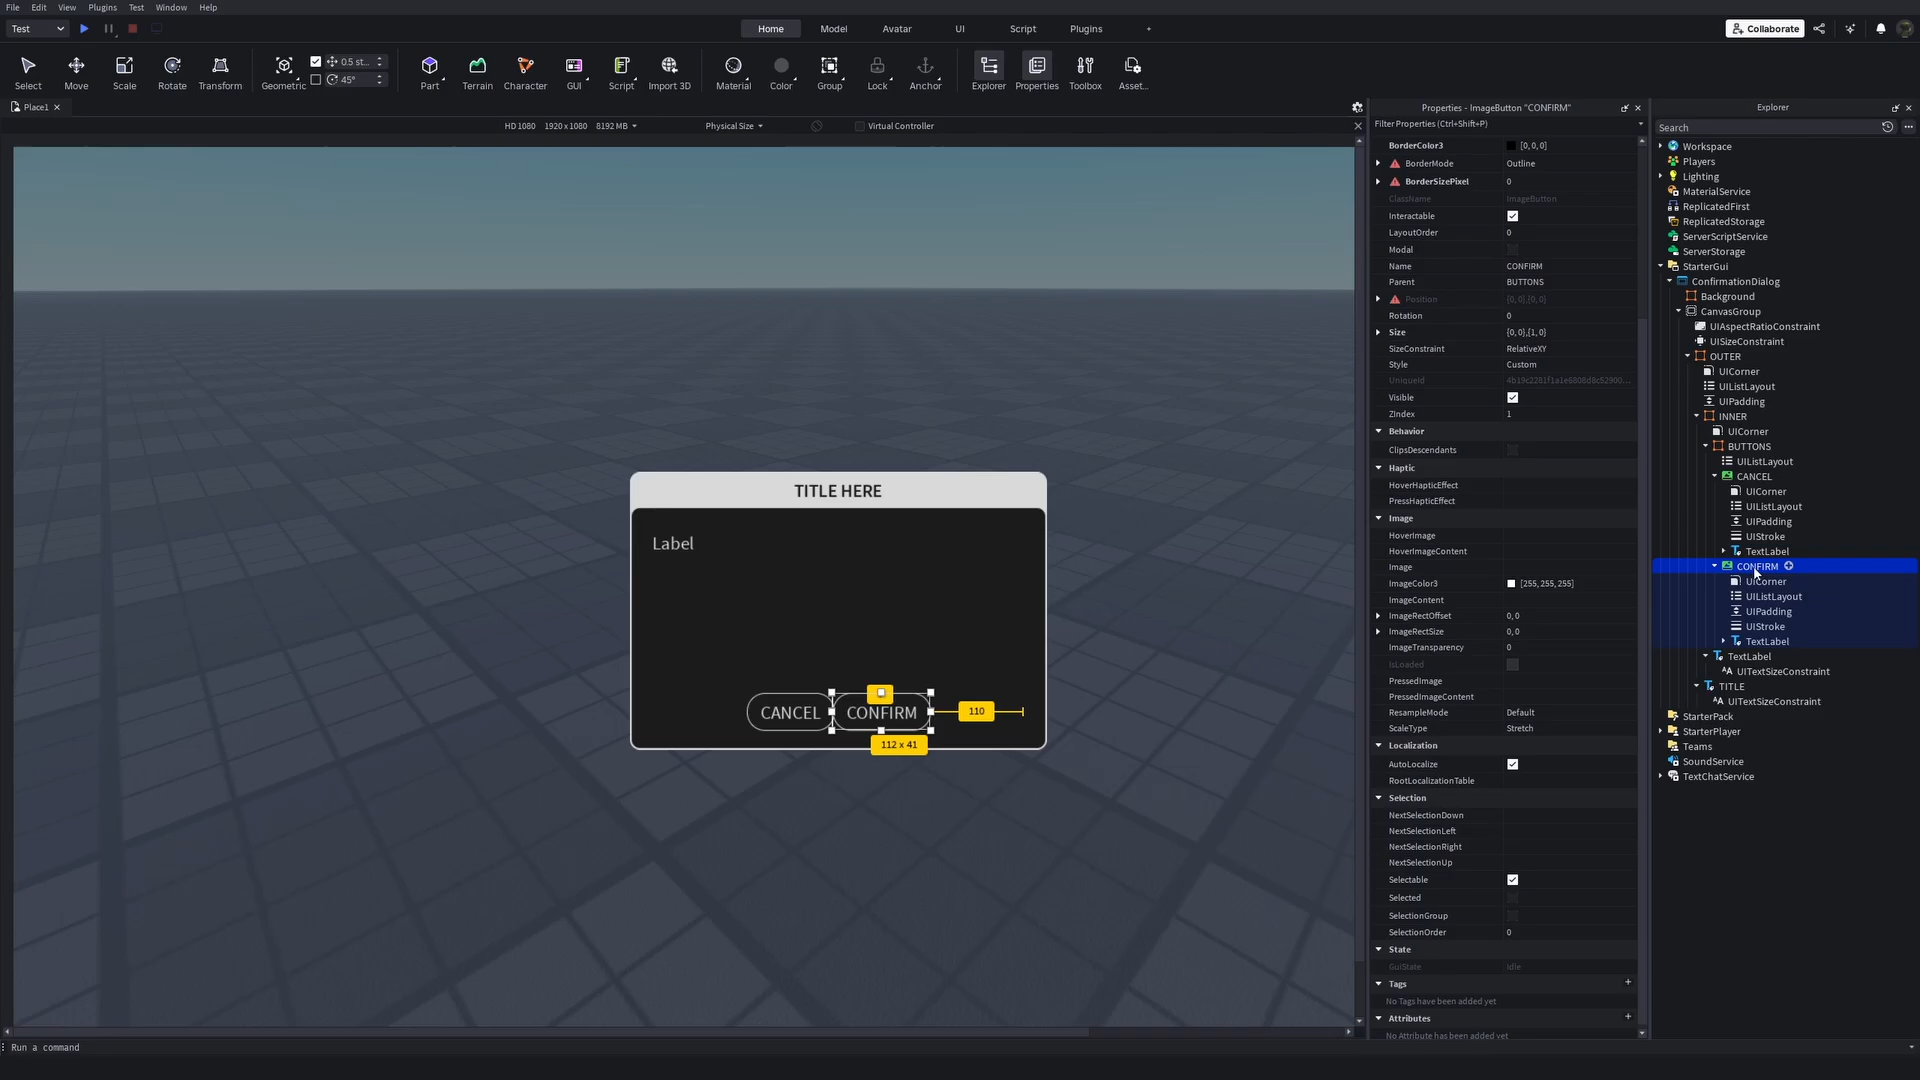 File Edit View Plugins Test Window Help
Test
Home Model Avatar UI Script Plugins +
Collaborate
0.5 st...
45°
Select Move Scale Rotate Transform Geometric Part Terrain Character GUI Script Import 3D Material Color Group Lock Anchor Explorer Properties Toolbox Asset...
Place1
HD 1080 1920 x 1080 8192 MB Physical Size Virtual Controller
TITLE HERE
Label
CANCEL CONFIRM 110
112 x 41
Run a command
Properties - ImageButton "CONFIRM"
Filter Properties (Ctrl+Shift+P)
BorderColor3 [0, 0, 0]
BorderMode Outline
BorderSizePixel 0
ClassName ImageButton
Interactable
LayoutOrder 0
Modal
Name CONFIRM
Parent BUTTONS
Position {0, 0},{0, 0}
Rotation 0
Size {0, 0},{1, 0}
SizeConstraint RelativeXY
Style Custom
UniqueId 4b19c2281f1a1e6808d8c52900...
Visible
ZIndex 1
Behavior
ClipsDescendants
Haptic
HoverHapticEffect
PressHapticEffect
Image
HoverImage
HoverImageContent
Image
ImageColor3 [255, 255, 255]
ImageContent
ImageRectOffset 0, 0
ImageRectSize 0, 0
ImageTransparency 0
IsLoaded
PressedImage
PressedImageContent
ResampleMode Default
ScaleType Stretch
Localization
AutoLocalize
RootLocalizationTable
Selection
NextSelectionDown
NextSelectionLeft
NextSelectionRight
NextSelectionUp
Selectable
Selected
SelectionGroup
SelectionOrder 0
State
GuiState Idle
Tags
No Tags have been added yet
Attributes
No Attribute has been added yet
Explorer
Search
Workspace
Players
Lighting
MaterialService
ReplicatedFirst
ReplicatedStorage
ServerScriptService
ServerStorage
StarterGui
ConfirmationDialog
Background
CanvasGroup
UIAspectRatioConstraint
UISizeConstraint
OUTER
UICorner
UIListLayout
UIPadding
INNER
UICorner
BUTTONS
UIListLayout
CANCEL
UICorner
UIListLayout
UIPadding
UIStroke
TextLabel
CONFIRM
UICorner
UIListLayout
UIPadding
UIStroke
TextLabel
TextLabel
UITextSizeConstraint
TITLE
UITextSizeConstraint
StarterPack
StarterPlayer
Teams
SoundService
TextChatService